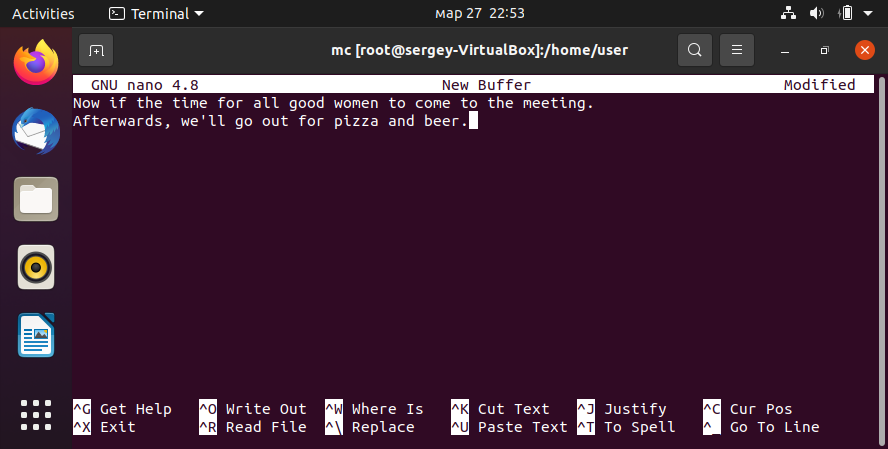 Activities Terminal мар 27 22:53
mc [root@sergey-VirtualBox]:/home/user
GNU nano 4.8 New Buffer Modified
Now if the time for all good women to come to the meeting.
Afterwards, we'll go out for pizza and beer.
^G Get Help ^O Write Out ^W Where Is ^K Cut Text ^J Justify ^C Cur Pos
^X Exit ^R Read File ^\ Replace ^U Paste Text ^T To Spell ^_ Go To Line